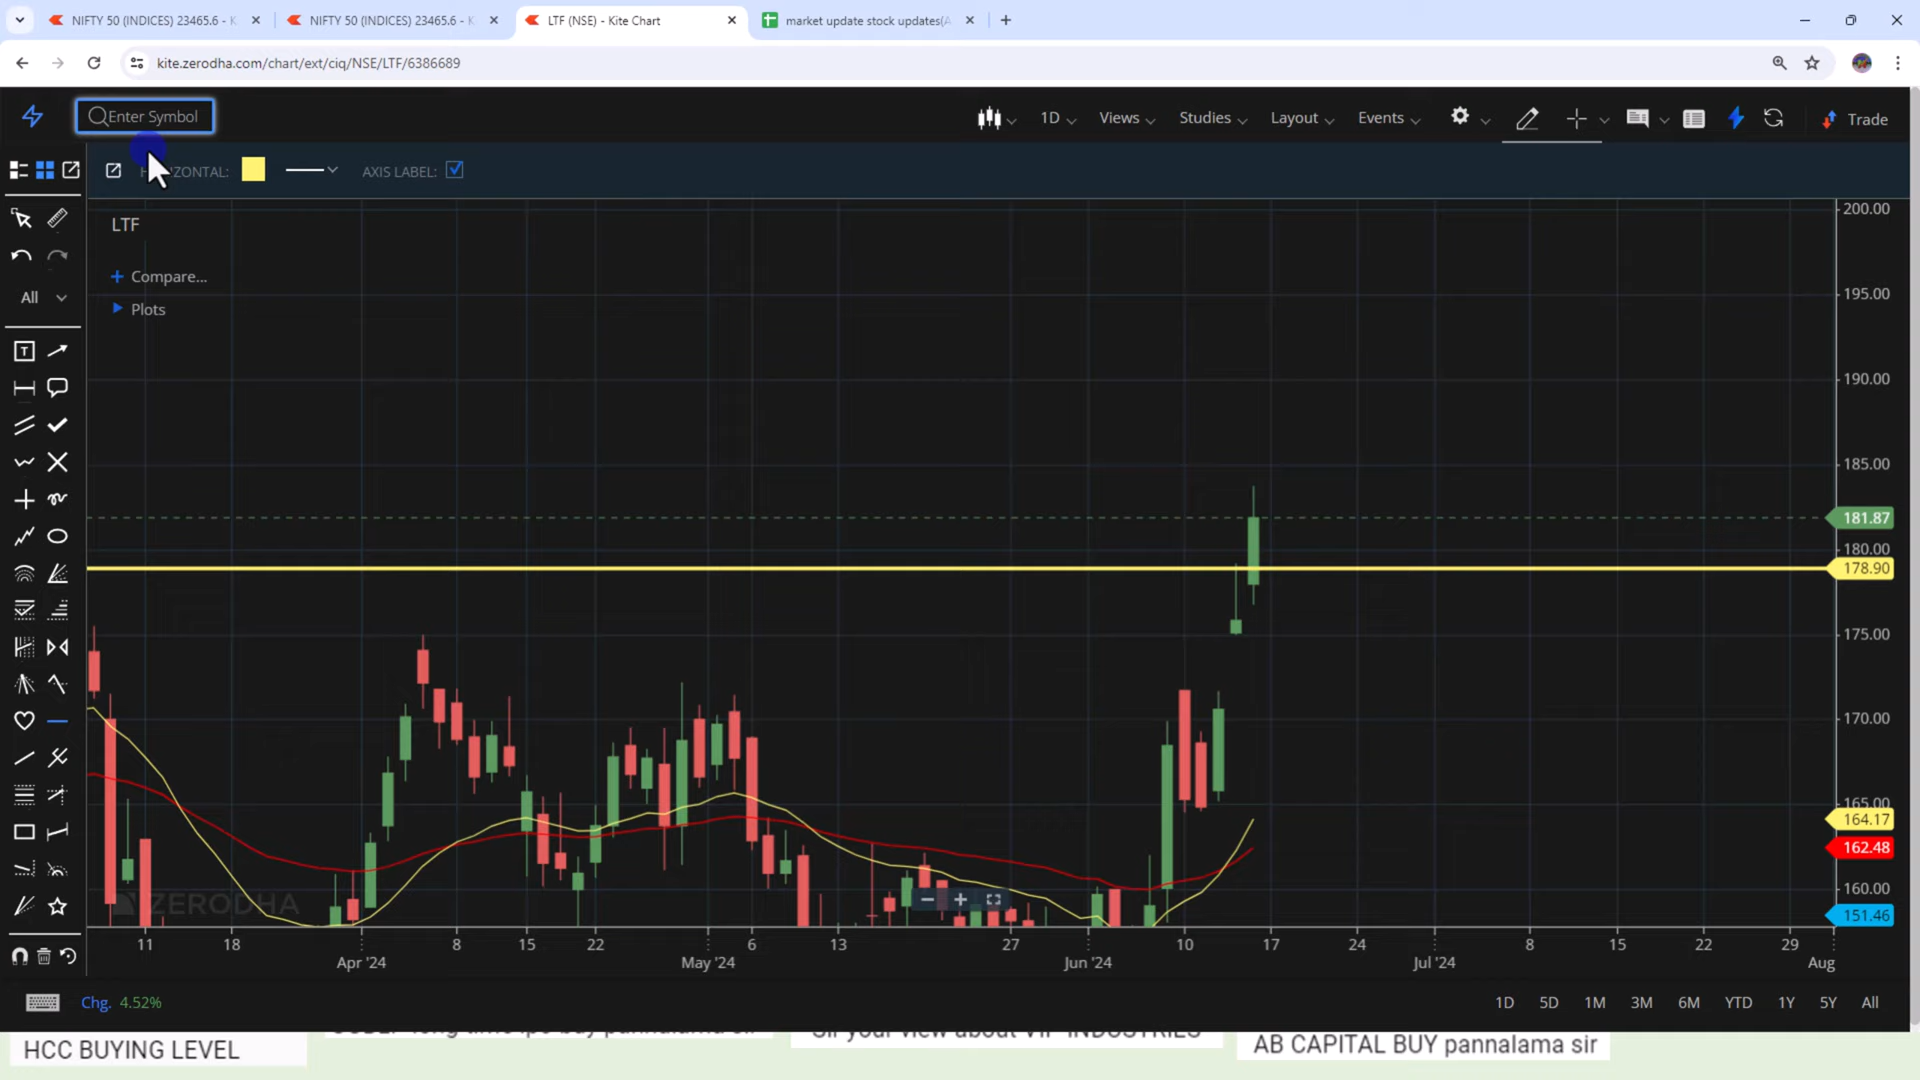 NIFTY 50 (INDICES) 23465.6 - K
NIFTY 50 (INDICES) 23465.6 - K
LTF (NSE) - Kite Chart
market update stock updates(A
kite.zerodha.com/chart/ext/ciq/NSE/LTF/6386689
Enter Symbol
1D
Views
Studies
Layout
Events
Trade
ZONTAL:
AXIS LABEL:
LTF
Compare...
Plots
All
T
200.00
195.00
190.00
185.00
181.87
180.00
178.90
175.00
170.00
165.00
164.17
162.48
160.00
151.46
ZERODHA
11 18 8 15 22 6 13 27 10 17 24 8 15 22 29
Apr '24 May '24 Jun '24 Jul '24 Aug
Chg. 4.52%
1D 5D 1M 3M 6M YTD 1Y 5Y All
HCC BUYING LEVEL
Sir your view about VIP INDUSTRIES
AB CAPITAL BUY pannalama sir